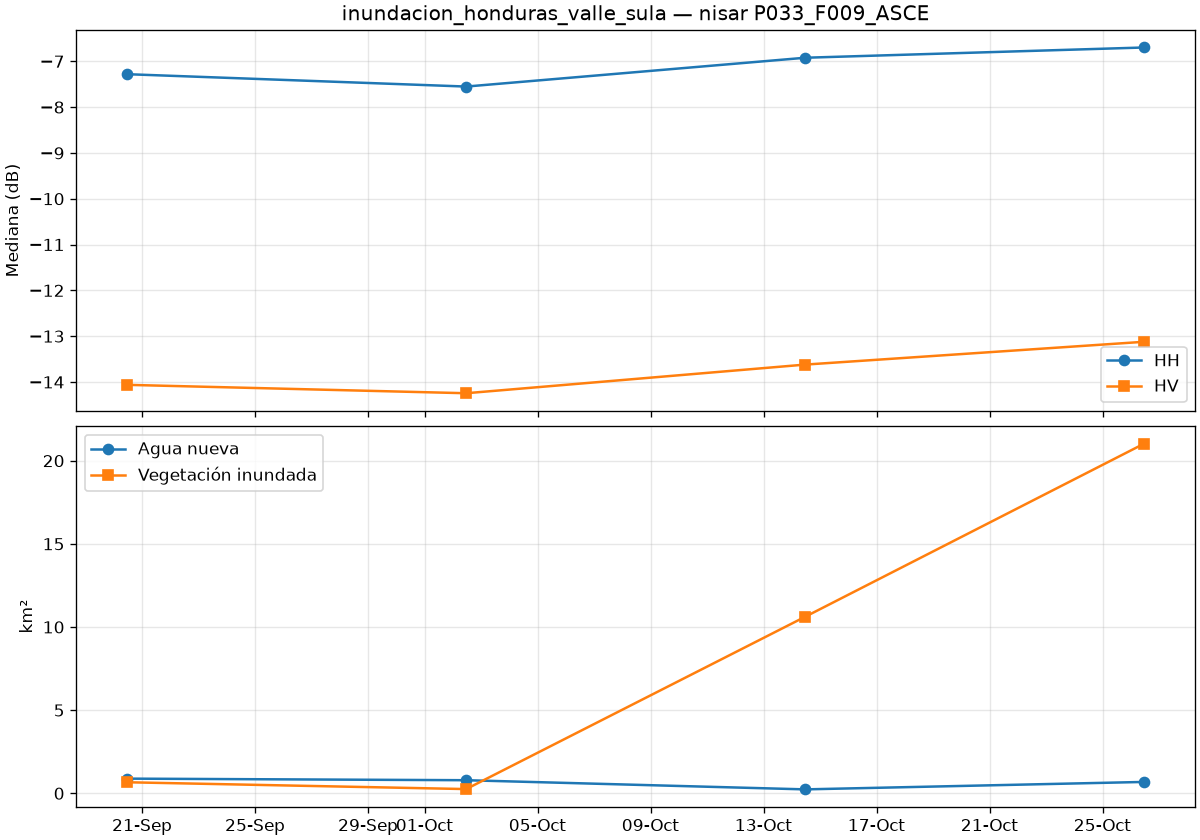 inundacion_honduras_valle_sula — nisar P033_F009_ASCE
Mediana (dB)
−7
−8
−9
−10
−11
−12
−13
−14
HH
HV
km²
20
15
10
5
0
Agua nueva
Vegetación inundada
21-Sep 25-Sep 29-Sep 01-Oct 05-Oct 09-Oct 13-Oct 17-Oct 21-Oct 25-Oct